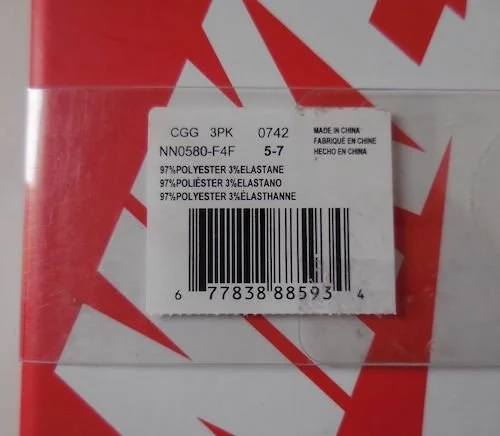 CGG 3PK 0742
MADE IN CHINA
FABRIQUÉ EN CHINE
HECHO EN CHINA
NN0580-F4F 5-7
97%POLYESTER 3%ELASTANE
97%POLIÉSTER 3%ELASTANO
97%POLYESTER 3%ÉLASTHANNE
6 77838 88593 4